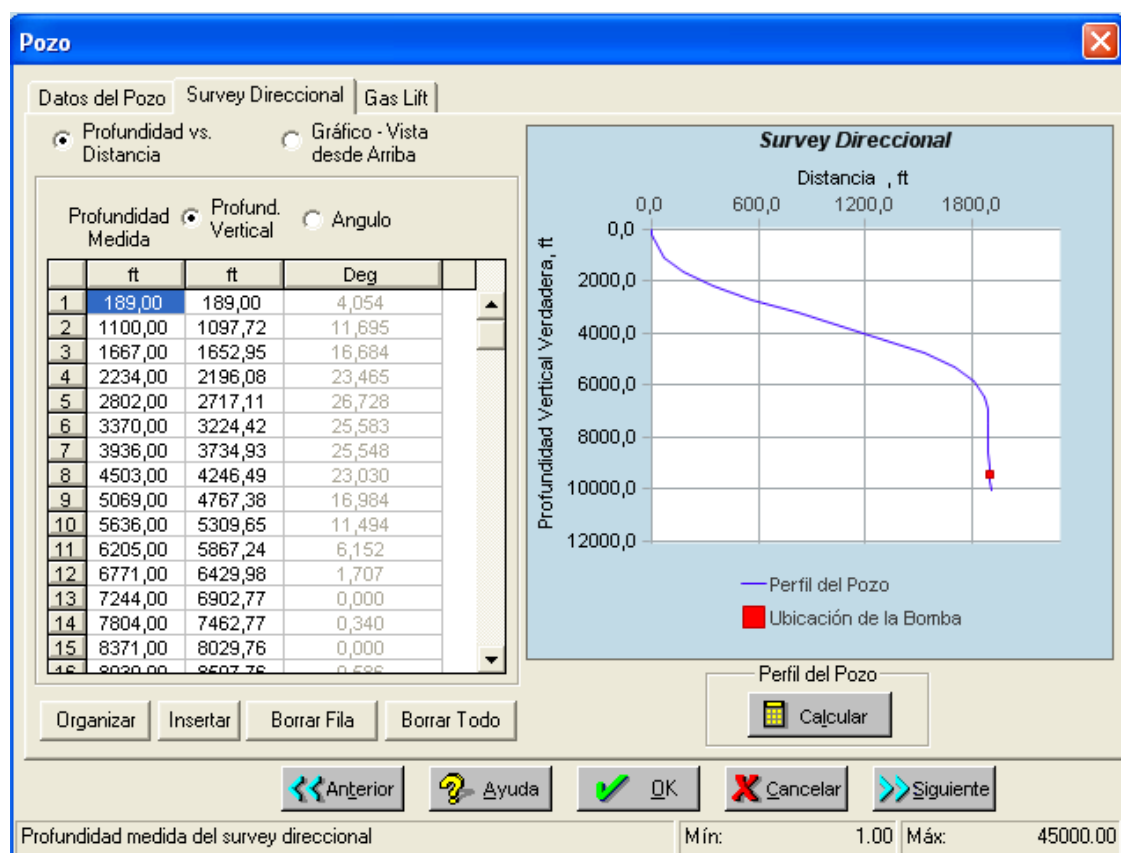 Pozo
Datos del Pozo Survey Direccional Gas Lift
Profundidad vs. Distancia
Gráfico - Vista desde Arriba
Profundidad Medida
Profund. Vertical
Angulo
ft ft Deg
1 189,00 189,00 4,054
2 1100,00 1097,72 11,695
3 1667,00 1652,95 16,684
4 2234,00 2196,08 23,465
5 2802,00 2717,11 26,728
6 3370,00 3224,42 25,583
7 3936,00 3734,93 25,548
8 4503,00 4246,49 23,030
9 5069,00 4767,38 16,984
10 5636,00 5309,65 11,494
11 6205,00 5867,24 6,152
12 6771,00 6429,98 1,707
13 7244,00 6902,77 0,000
14 7804,00 7462,77 0,340
15 8371,00 8029,76 0,000
Organizar Insertar Borrar Fila Borrar Todo
Survey Direccional
Distancia , ft
0,0 600,0 1200,0 1800,0
Profundidad Vertical Verdadera, ft
0,0
2000,0
4000,0
6000,0
8000,0
10000,0
12000,0
Perfil del Pozo
Ubicación de la Bomba
Perfil del Pozo
Calcular
Anterior Ayuda OK Cancelar Siguiente
Profundidad medida del survey direccional Mín: 1.00 Máx: 45000.00